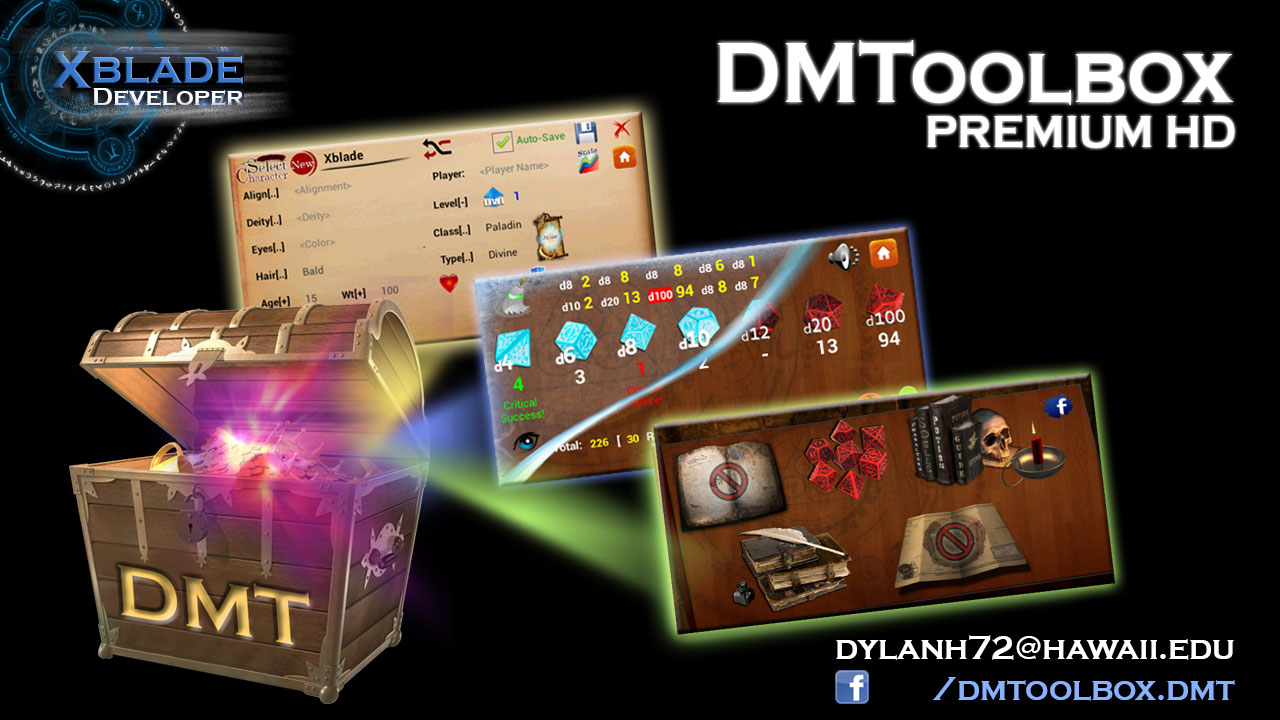 XBLADE
DEVELOPER
DMTOOLBOX
PREMIUM HD
Select Character New Xblade
Auto-Save
Stats
Align[..] <Alignment>
Player: <Player Name>
Deity[..] <Deity>
Level[-] 1
Eyes[..] <Color>
Class[..] Paladin
Hair[..] Bald
Type[..] Divine
Age[+] 15 Wt[+] 100
d8 2 d8 8 d8 8 d8 6 d8 1
d10 2 d20 13 d100 94 d8 8 d8 7
d4 d6 d8 d10 d12 d20 d100
4 3 1 2 - 13 94
Critical Success!
Total: 226 [ 30 R
DMT
DYLANH72@HAWAII.EDU
f /DMTOOLBOX.DMT